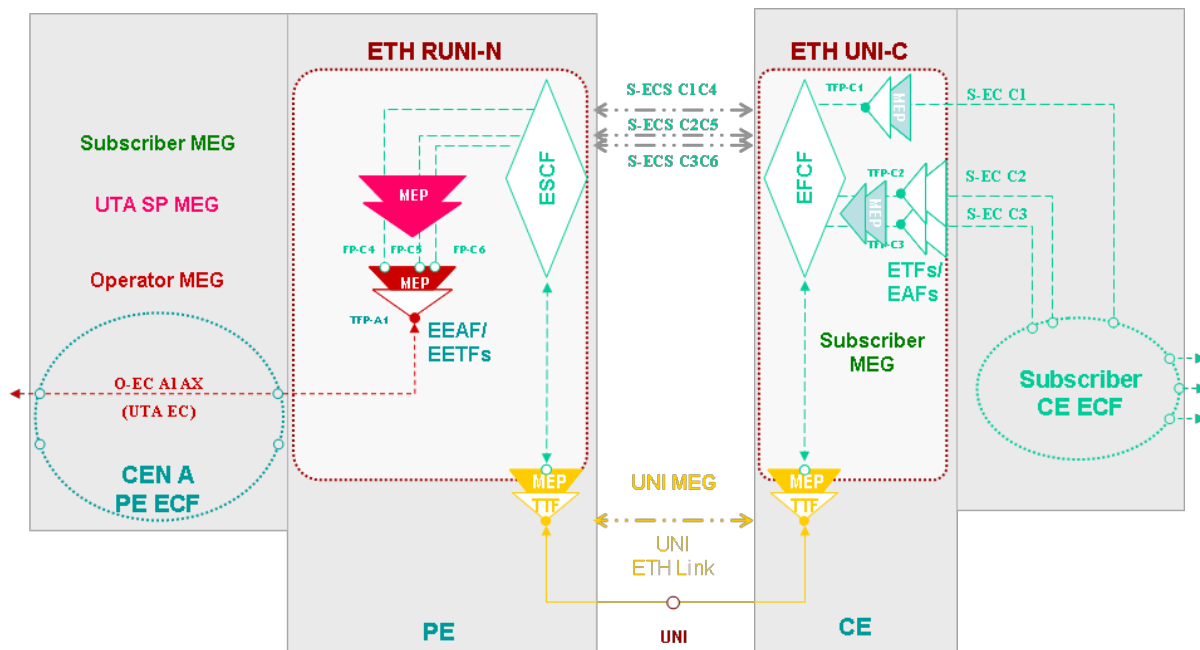 ETH RUNI-N
ETH UNI-C
Subscriber MEG
UTA SP MEG
Operator MEG
MEP
FP-C4
FP-C5
FP-C6
MEP
TFP-A1
EEAF/
EETFs
ESCF
O-EC A1AX
(UTA EC)
CEN A
PE ECF
MEP
TTF
PE
S-ECS C1C4
S-ECS C2C5
S-ECS C3C6
UNI MEG
UNI
ETH Link
UNI
EFCF
TFP-C1
MEP
S-EC C1
TFP-C2
MEP
S-EC C2
TFP-C3
S-EC C3
ETFs/
EAFs
Subscriber
MEG
MEP
TTF
CE
Subscriber
CE ECF